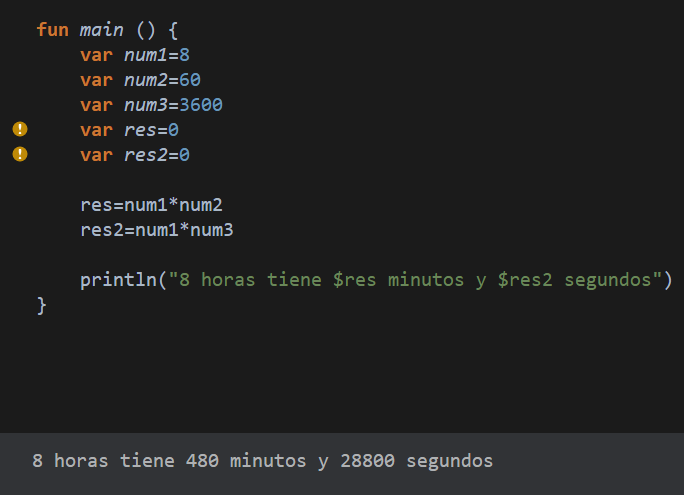 fun main () {
    var num1=8
    var num2=60
    var num3=3600
    var res=0
    var res2=0
    res=num1*num2
    res2=num1*num3
    println("8 horas tiene $res minutos y $res2 segundos")
}
8 horas tiene 480 minutos y 28800 segundos